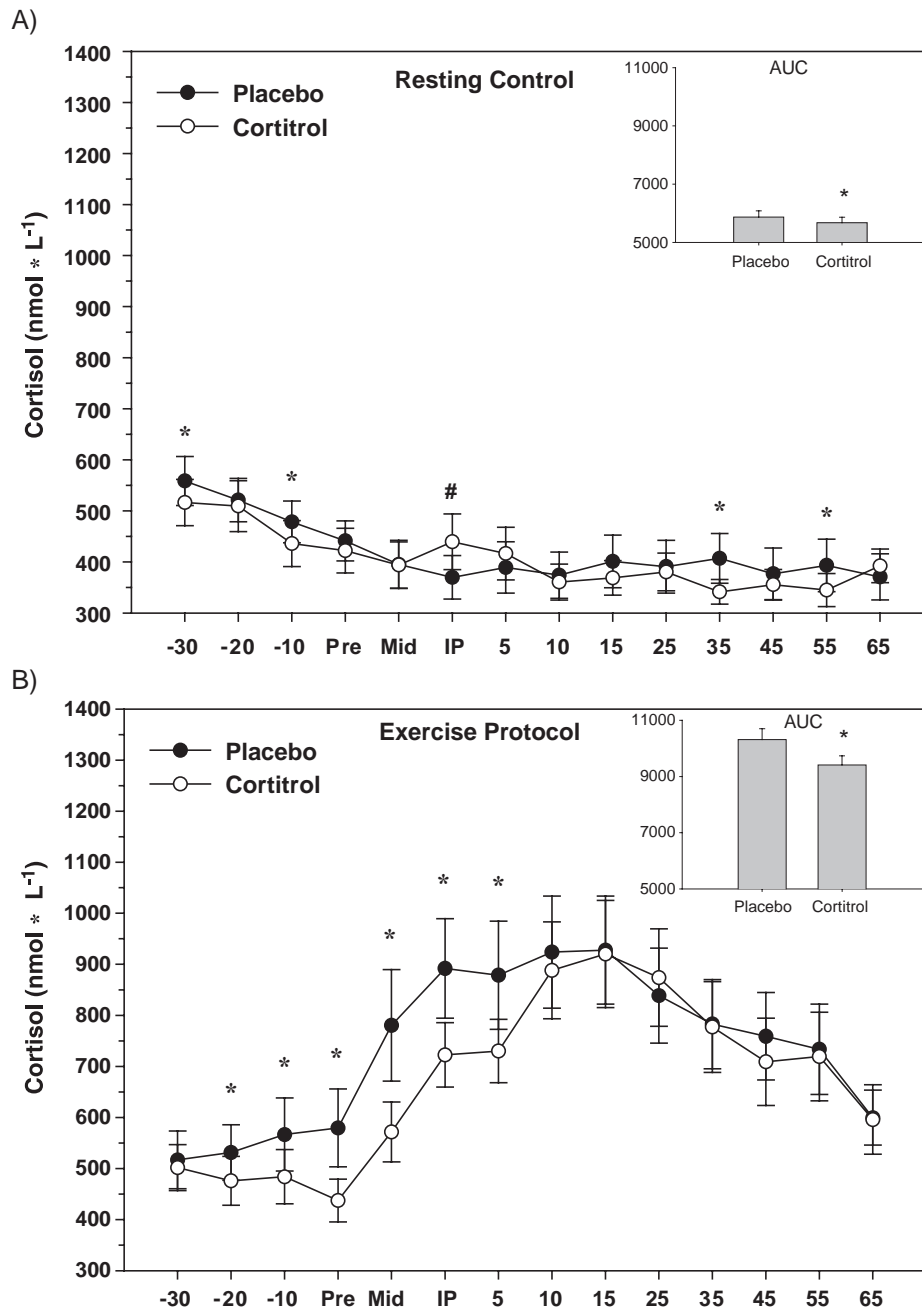 A)
1400
1300
1200
1100
1000
900
800
700
600
500
400
300
Cortisol (nmol * L-1)
Placebo
Cortitrol
Resting Control
AUC
11000
9000
7000
5000
*
Placebo Cortitrol
* * # * *
-30 -20 -10 Pre Mid IP 5 10 15 25 35 45 55 65
B)
1400
1300
1200
1100
1000
900
800
700
600
500
400
300
Cortisol (nmol * L-1)
Placebo
Cortitrol
Exercise Protocol
AUC
11000
9000
7000
5000
*
Placebo Cortitrol
* * * * * *
-30 -20 -10 Pre Mid IP 5 10 15 25 35 45 55 65